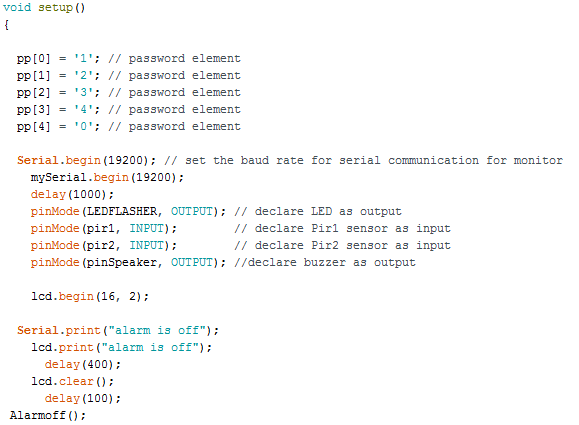 void setup()
{
pp[0] = '1'; // password element
pp[1] = '2'; // password element
pp[2] = '3'; // password element
pp[3] = '4'; // password element
pp[4] = '0'; // password element
Serial.begin(19200); // set the baud rate for serial communication for monitor
mySerial.begin(19200);
delay(1000);
pinMode(LEDFLASHER, OUTPUT); // declare LED as output
pinMode(pir1, INPUT); // declare Pir1 sensor as input
pinMode(pir2, INPUT); // declare Pir2 sensor as input
pinMode(pinSpeaker, OUTPUT); //declare buzzer as output
lcd.begin(16, 2);
Serial.print("alarm is off");
lcd.print("alarm is off");
delay(400);
lcd.clear();
delay(100);
Alarmoff();